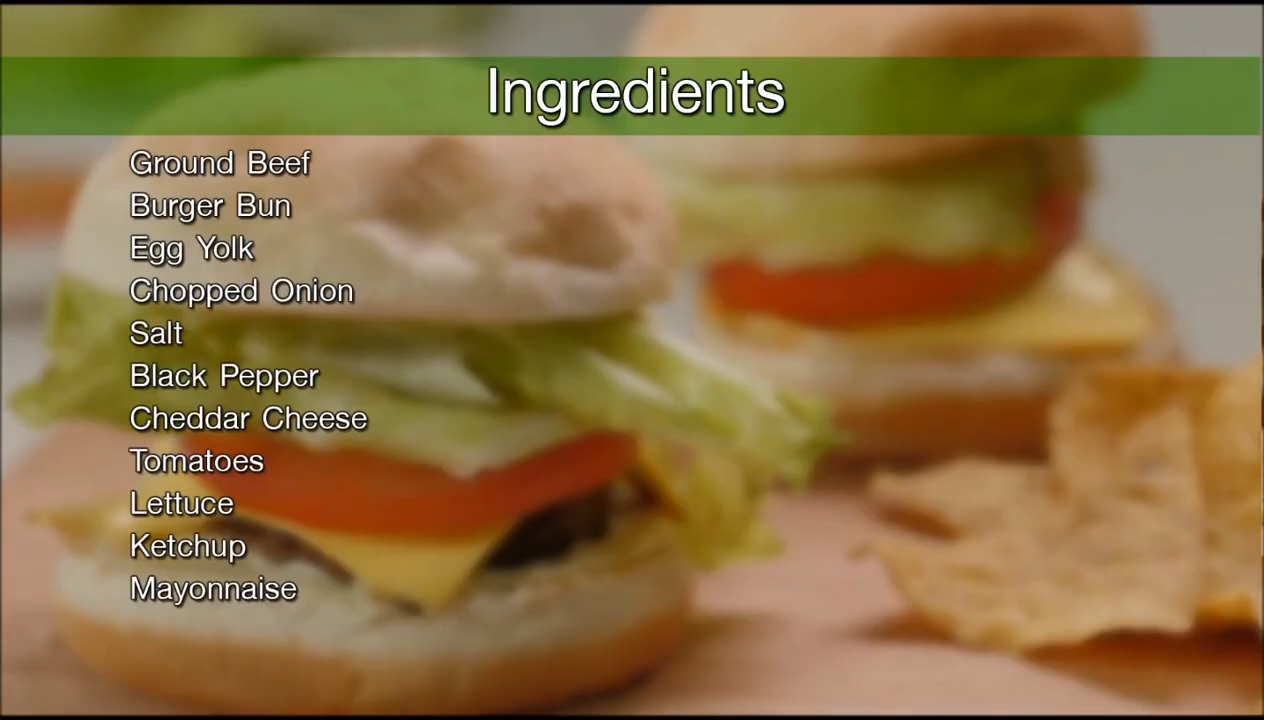 Ingredients
Ground Beef
Burger Bun
Egg Yolk
Chopped Onion
Salt
Black Pepper
Cheddar Cheese
Tomatoes
Lettuce
Ketchup
Mayonnaise